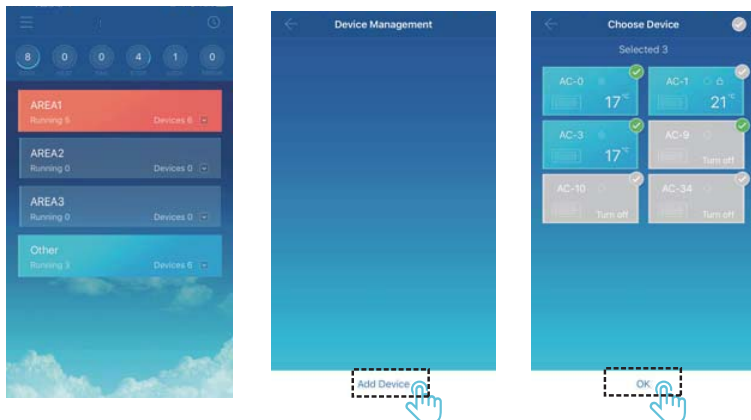 8 0 0 4 1 0
AREA1
Running 5 Devices 6
AREA2
Running 0 Devices 0
AREA3
Running 0 Devices 0
Other
Running 3 Devices 6
Device Management
Add Device
Choose Device
Selected 3
AC-0
17℃
AC-1
21℃
AC-3
17℃
AC-9
Turn off
AC-10
Turn off
AC-34
Turn off
OK